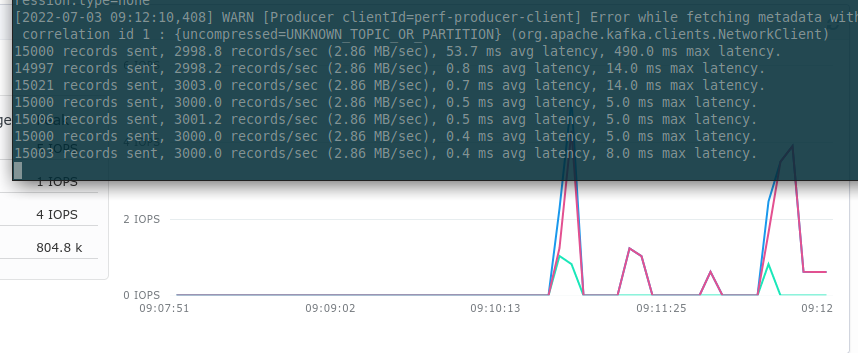 ression.type=none
[2022-07-03 09:12:10,408] WARN [Producer clientId=perf-producer-client] Error while fetching metadata with
correlation id 1 : {uncompressed=UNKNOWN_TOPIC_OR_PARTITION} (org.apache.kafka.clients.NetworkClient)
15000 records sent, 2998.8 records/sec (2.86 MB/sec), 53.7 ms avg latency, 490.0 ms max latency.
14997 records sent, 2998.2 records/sec (2.86 MB/sec), 0.8 ms avg latency, 14.0 ms max latency.
15021 records sent, 3003.0 records/sec (2.86 MB/sec), 0.7 ms avg latency, 14.0 ms max latency.
15000 records sent, 3000.0 records/sec (2.86 MB/sec), 0.5 ms avg latency, 5.0 ms max latency.
15006 records sent, 3001.2 records/sec (2.86 MB/sec), 0.5 ms avg latency, 5.0 ms max latency.
15000 records sent, 3000.0 records/sec (2.86 MB/sec), 0.4 ms avg latency, 5.0 ms max latency.
15003 records sent, 3000.0 records/sec (2.86 MB/sec), 0.4 ms avg latency, 8.0 ms max latency.
1 IOPS
4 IOPS
804.8 k
2 IOPS
0 IOPS
09:07:51 09:09:02 09:10:13 09:11:25 09:12